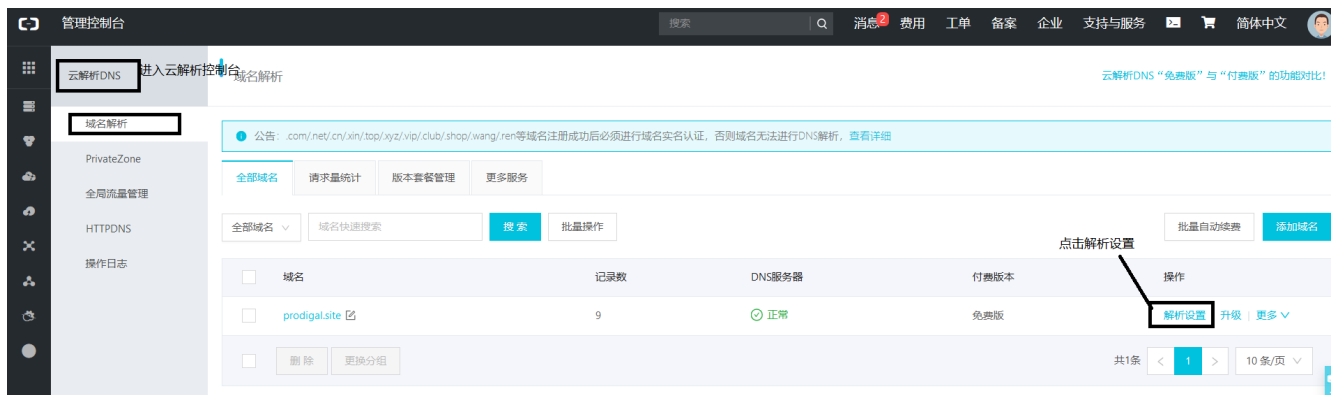 管理控制台 搜索 消息 2 费用 工单 备案 企业 支持与服务 简体中文
云解析DNS 进入云解析控制台 域名解析 云解析DNS“免费版”与“付费版”的功能对比!
域名解析
公告: .com/.net/.cn/.xin/.top/.xyz/.vip/.club/.shop/.wang/.ren等域名注册成功后必须进行域名实名认证，否则域名无法进行DNS解析，查看详细
PrivateZone
全部域名 请求量统计 版本套餐管理 更多服务
全局流量管理
HTTPDNS
全部域名 域名快速搜索 搜索 批量操作 批量自动续费 添加域名
点击解析设置
操作日志
域名 记录数 DNS服务器 付费版本 操作
prodigal.site 9 正常 免费版 解析设置 升级 更多
删除 更换分组 共1条 < 1 > 10 条/页